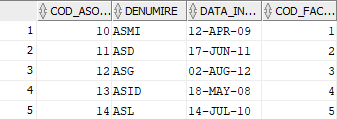 COD_ASO... DENUMIRE DATA_IN... COD_FAC...
1 10 ASMI 12-APR-09 1
2 11 ASD 17-JUN-11 2
3 12 ASG 02-AUG-12 3
4 13 ASID 18-MAY-08 4
5 14 ASL 14-JUL-10 5